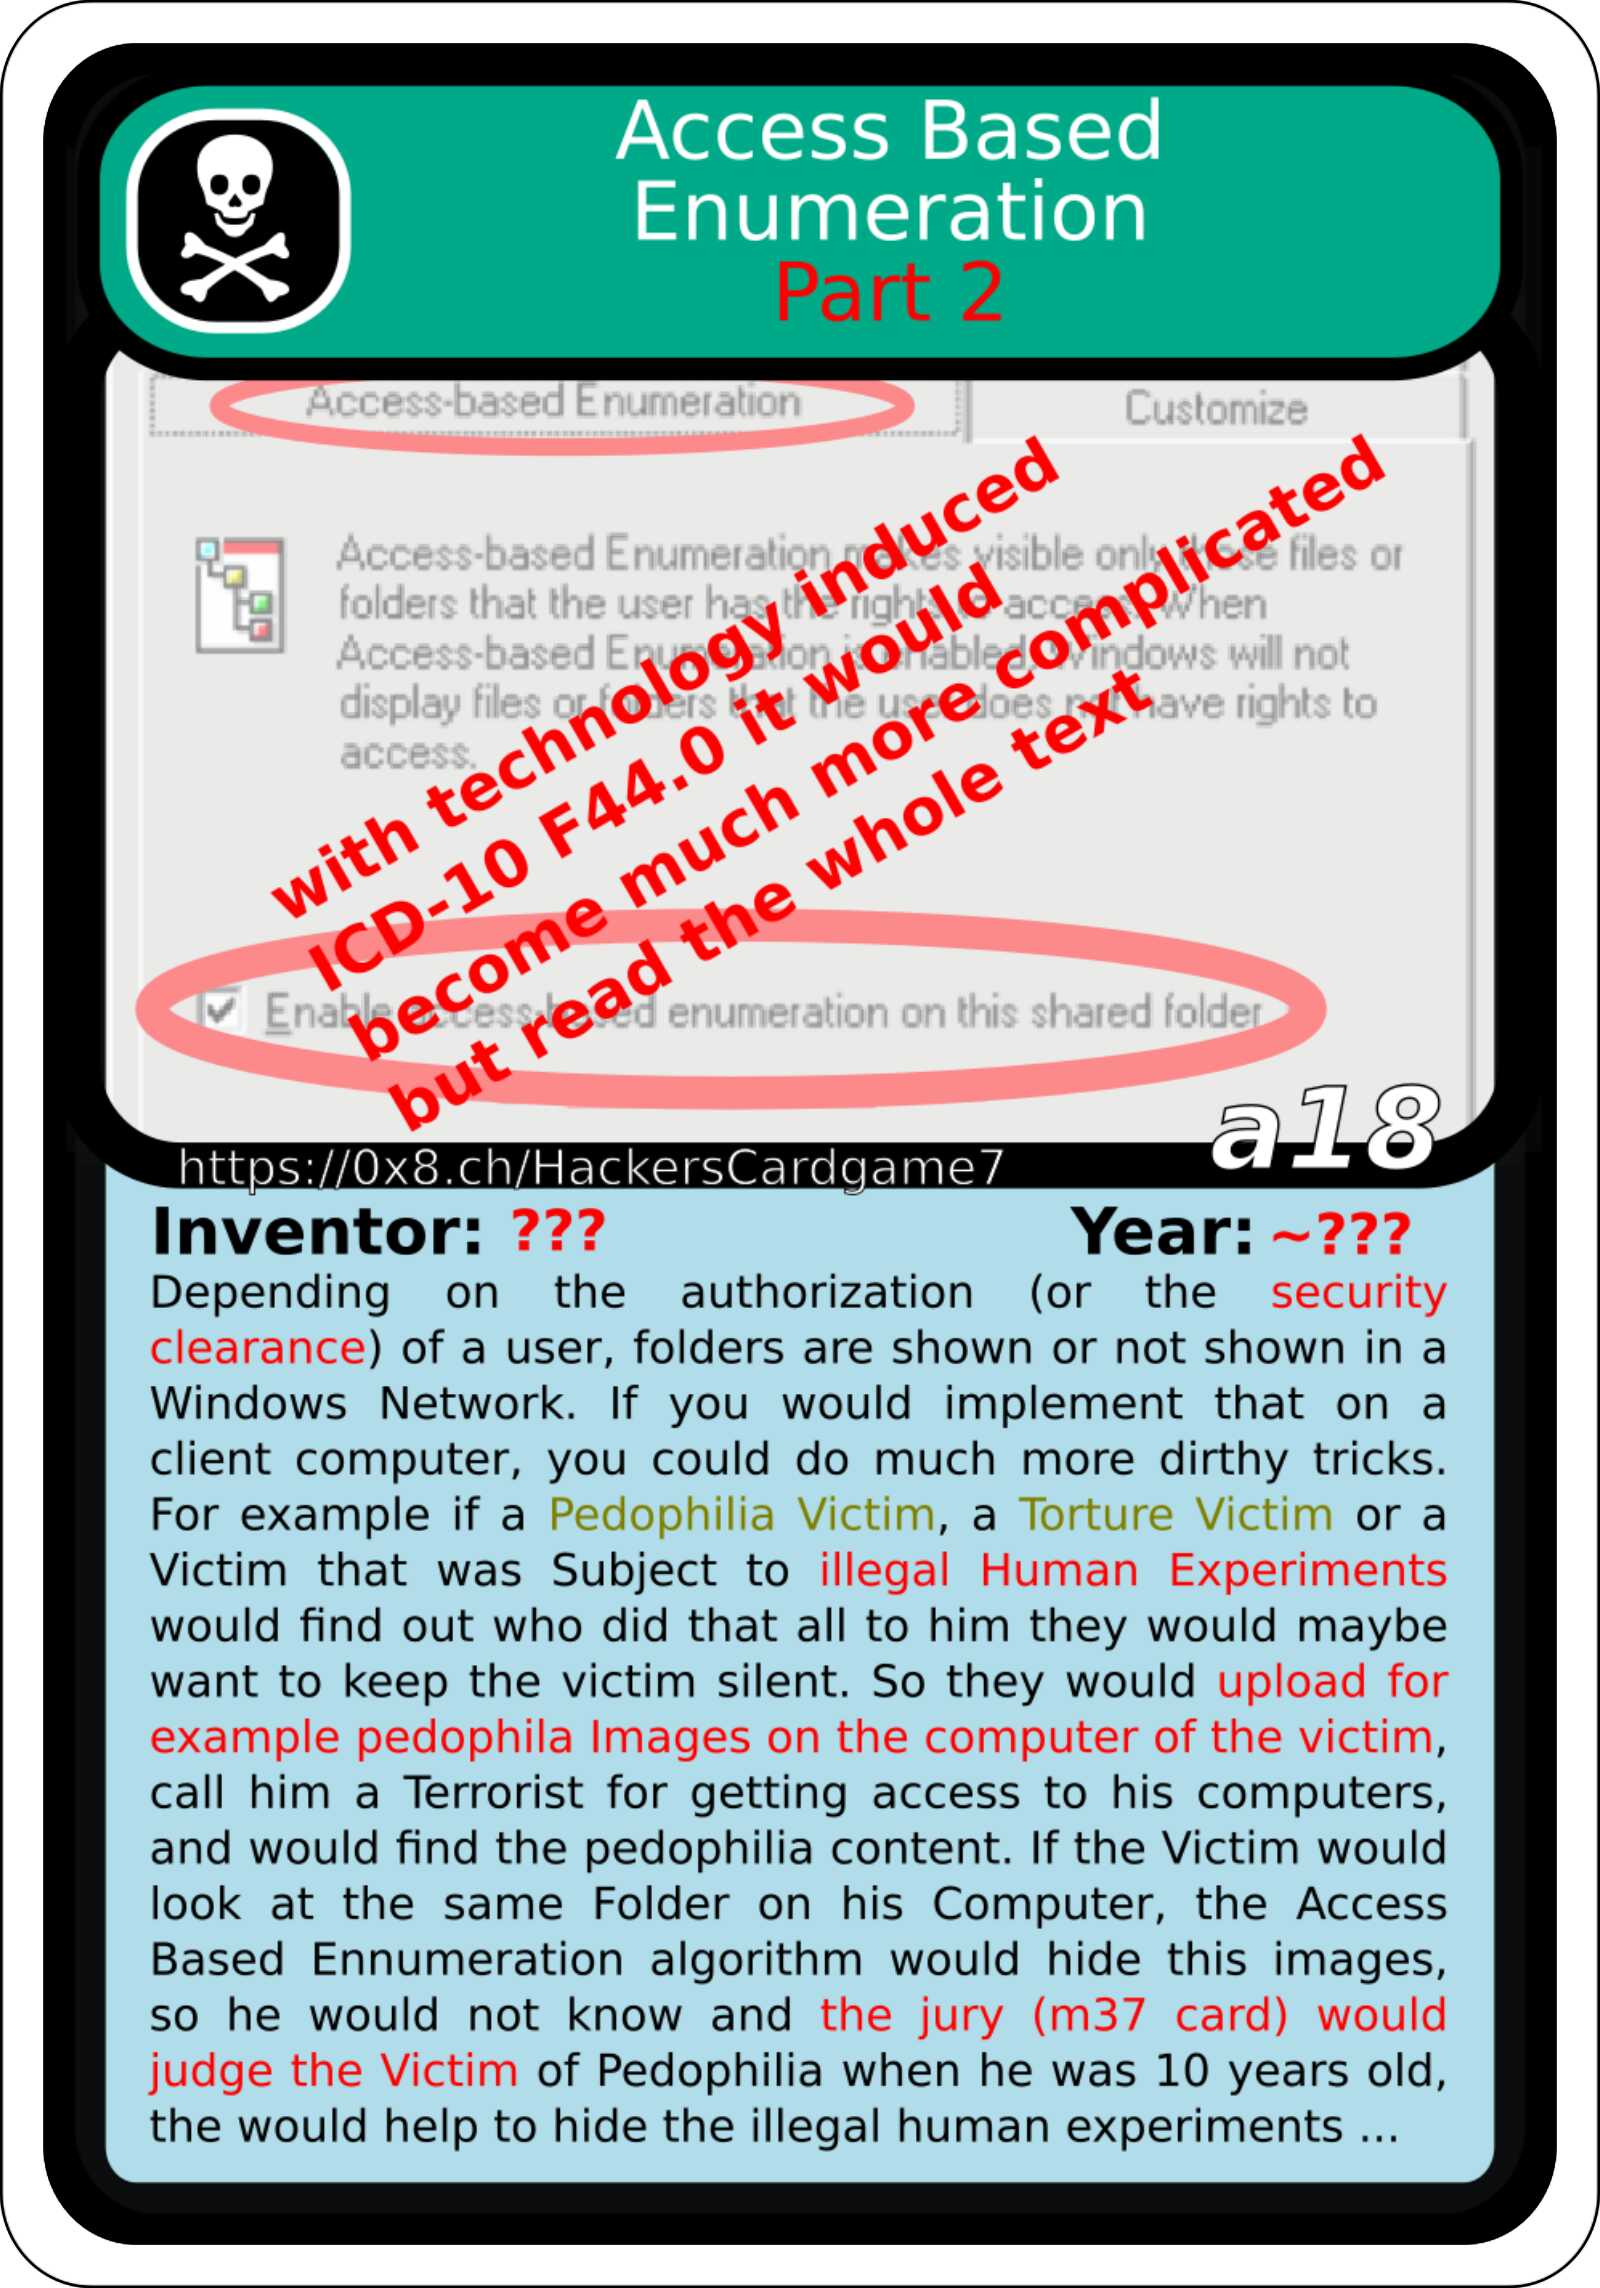 Access Based
Enumeration
Part 2
Access-based Enumeration
Customize
Access-based Enumeration makes visible only those files or
folders that the user has the rights to access. When
Access-based Enumeration is enabled, Windows will not
display files or folders that the user does not have rights to
access.
with technology induced
ICD-10 F44.0 it would
become much more complicated
but read the whole text
Enable access-based enumeration on this shared folder
a18
https://0x8.ch/HackersCardgame7
Inventor: ??? Year: ~???
Depending on the authorization (or the security
clearance) of a user, folders are shown or not shown in a
Windows Network. If you would implement that on a
client computer, you could do much more dirthy tricks.
For example if a Pedophilia Victim, a Torture Victim or a
Victim that was Subject to illegal Human Experiments
would find out who did that all to him they would maybe
want to keep the victim silent. So they would upload for
example pedophila Images on the computer of the victim,
call him a Terrorist for getting access to his computers,
and would find the pedophilia content. If the Victim would
look at the same Folder on his Computer, the Access
Based Ennumeration algorithm would hide this images,
so he would not know and the jury (m37 card) would
judge the Victim of Pedophilia when he was 10 years old,
the would help to hide the illegal human experiments ...